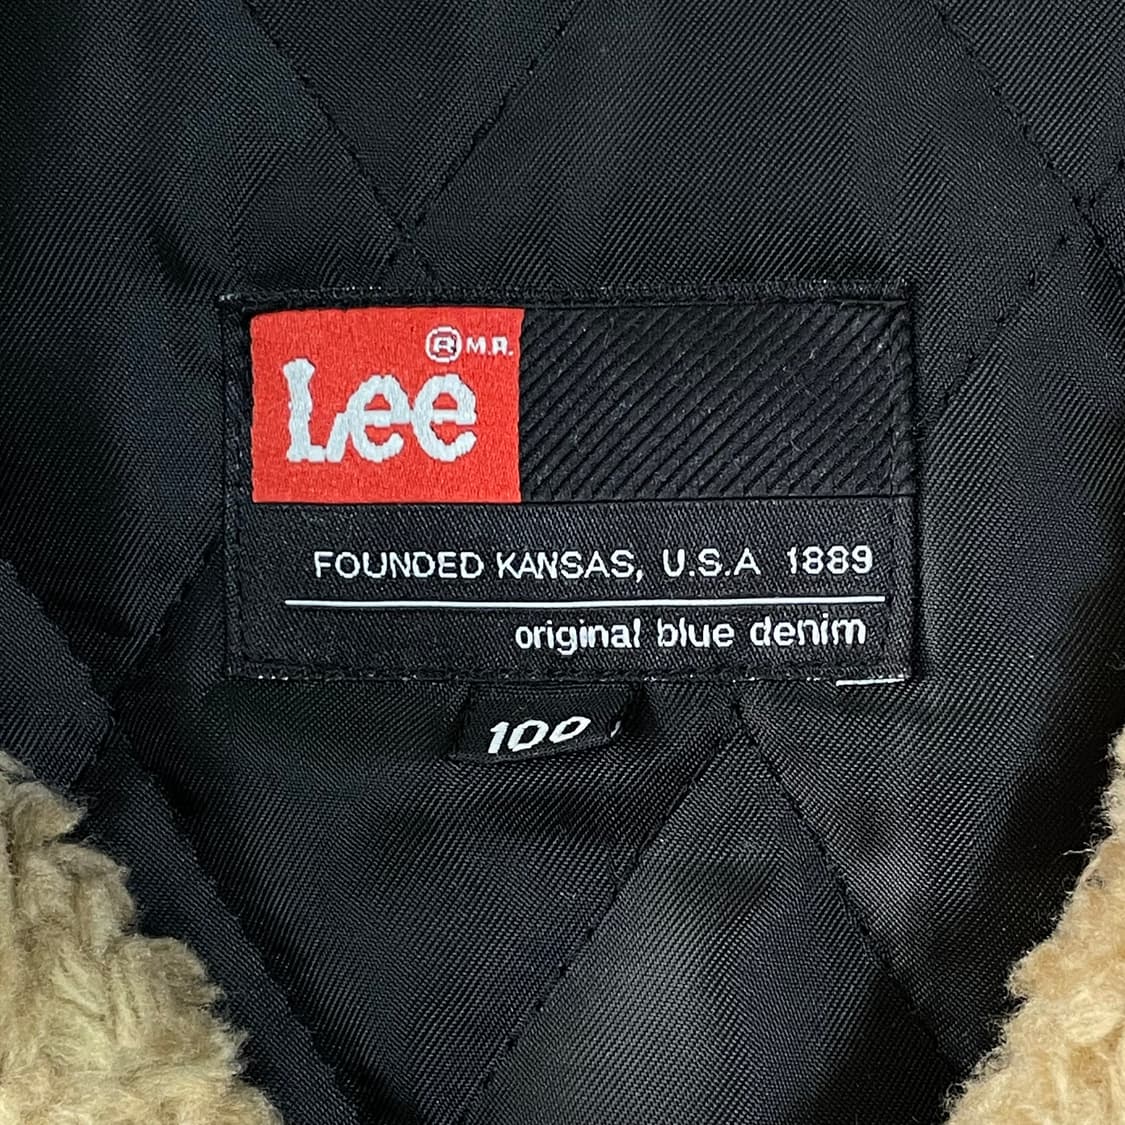 ® M.R.
Lee
FOUNDED KANSAS, U.S.A 1889
original blue denim
100